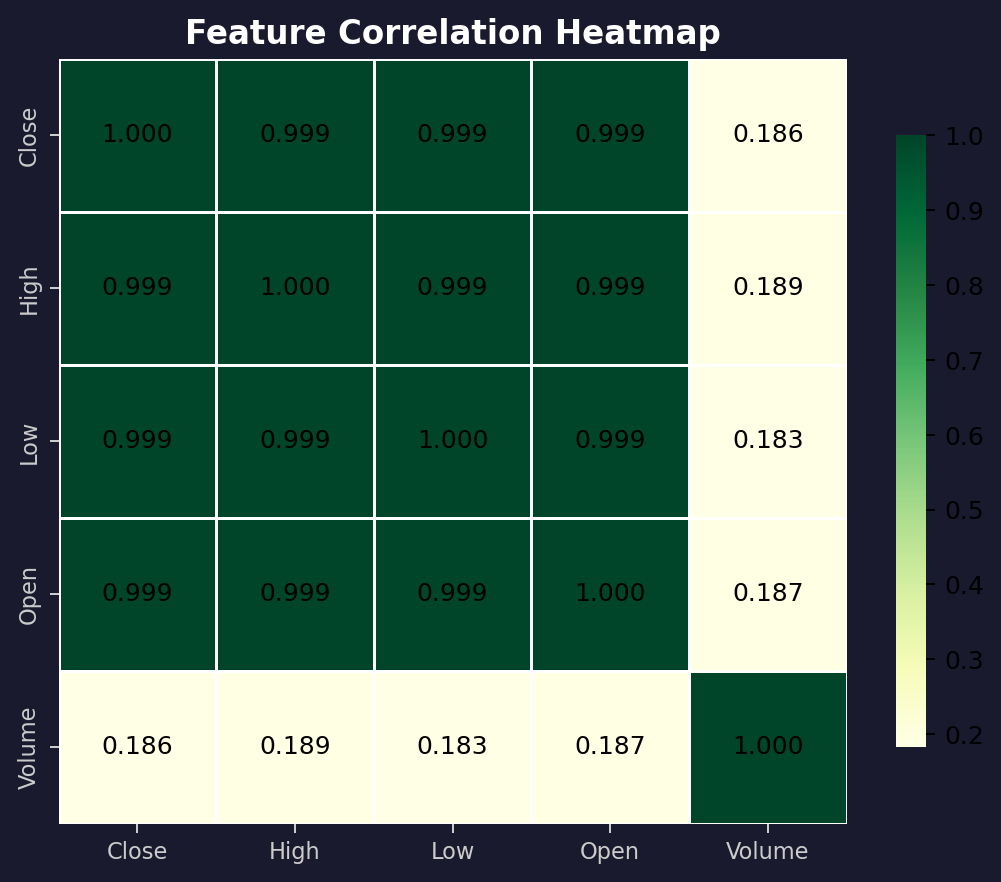 Feature Correlation Heatmap
Close 1.000 0.999 0.999 0.999 0.186
High 0.999 1.000 0.999 0.999 0.189
Low 0.999 0.999 1.000 0.999 0.183
Open 0.999 0.999 0.999 1.000 0.187
Volume 0.186 0.189 0.183 0.187 1.000
Close High Low Open Volume
1.0
0.9
0.8
0.7
0.6
0.5
0.4
0.3
0.2